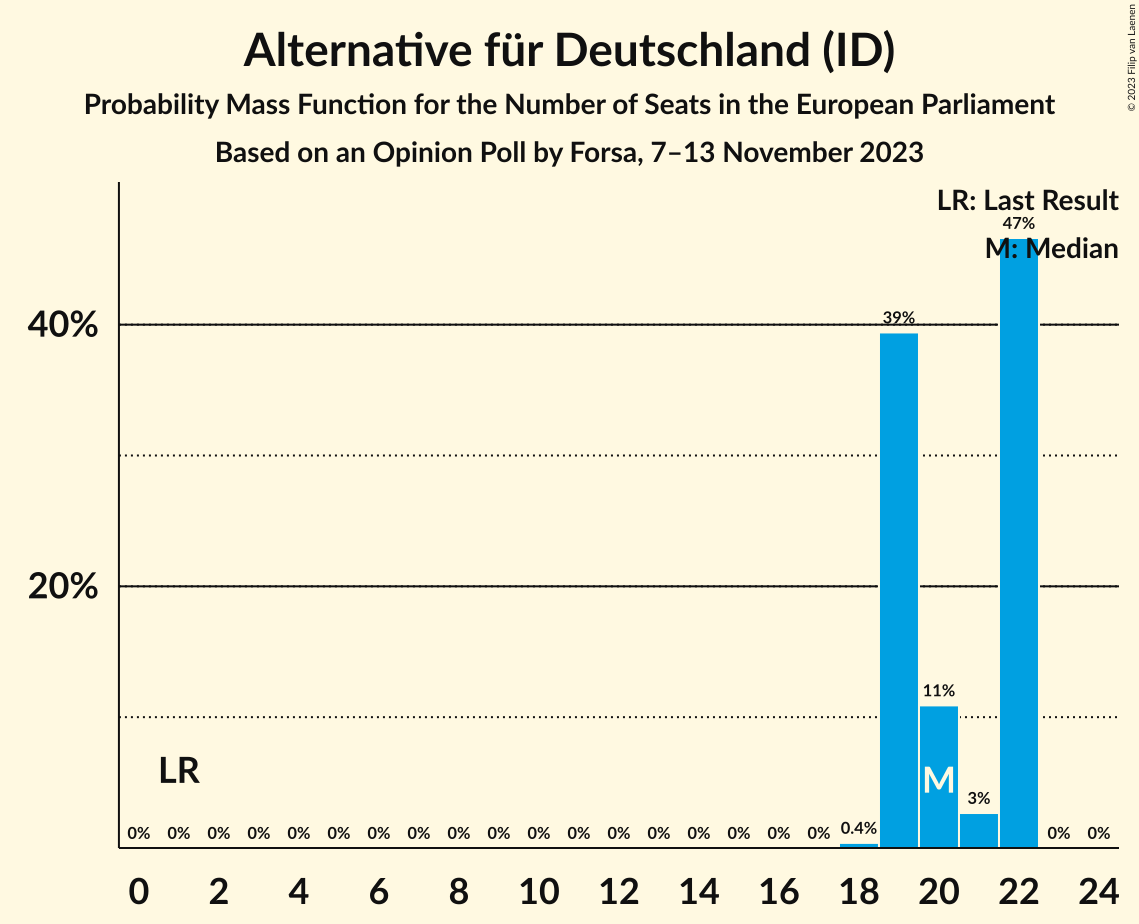 Alternative für Deutschland (ID)
Probability Mass Function for the Number of Seats in the European Parliament
Based on an Opinion Poll by Forsa, 7–13 November 2023
© 2023 Filip van Laenen
LR: Last Result
M: Median
47%
40%
39%
20%
11%
LR
M
3%
0% 0% 0% 0% 0% 0% 0% 0% 0% 0% 0% 0% 0% 0% 0% 0% 0% 0% 0.4% 0% 0%
0 2 4 6 8 10 12 14 16 18 20 22 24